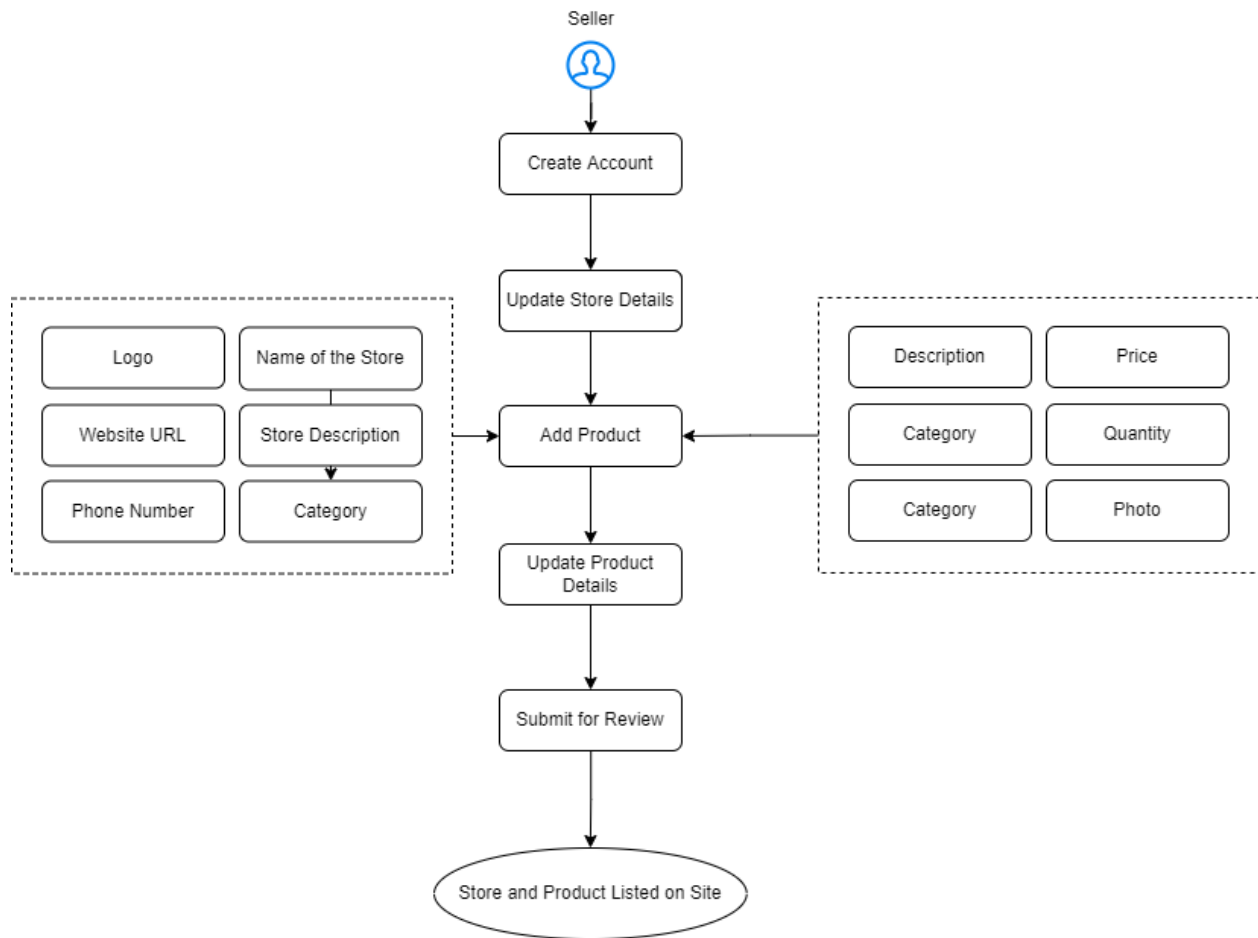 Seller
Create Account
Update Store Details
Logo
Name of the Store
Website URL
Store Description
Phone Number
Category
Add Product
Description
Price
Category
Quantity
Category
Photo
Update Product
Details
Submit for Review
Store and Product Listed on Site